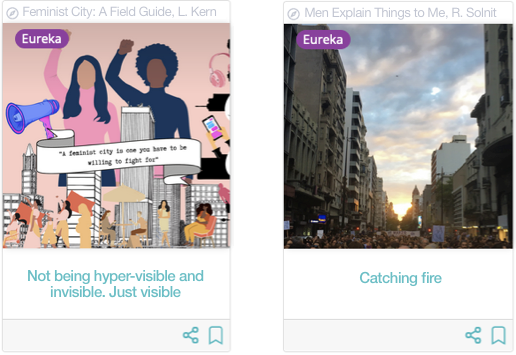 Feminist City: A Field Guide, L. Kern
Eureka
"A feminist city is one you have to be
willing to fight for"
Not being hyper-visible and
invisible. Just visible
Men Explain Things to Me, R. Solnit
Eureka
Catching fire